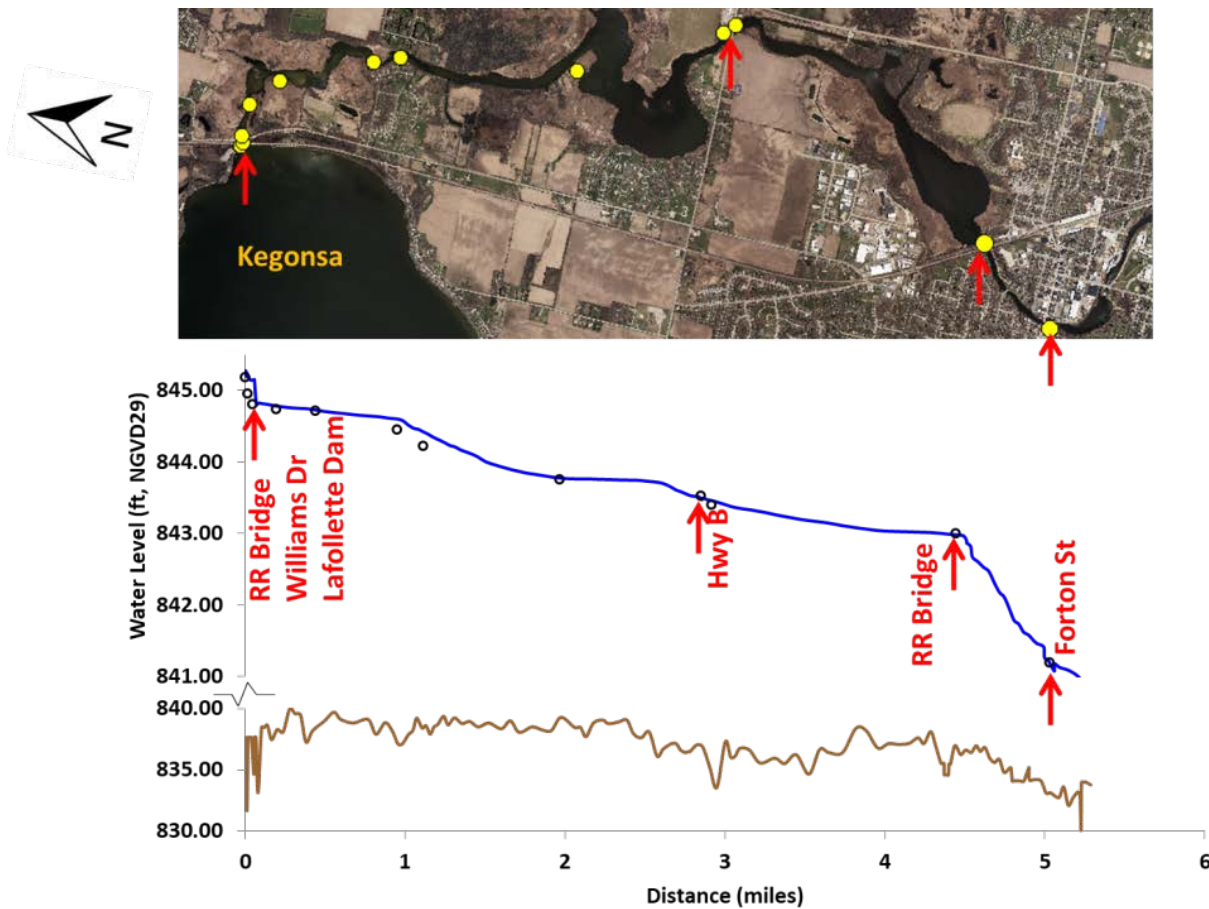 N
Kegonsa
Water Level (ft, NGVD29)
845.00
844.00
843.00
842.00
841.00
840.00
835.00
830.00
RR Bridge
Williams Dr
Lafollette Dam
Hwy B
RR Bridge
Forton St
0 1 2 3 4 5 6
Distance (miles)